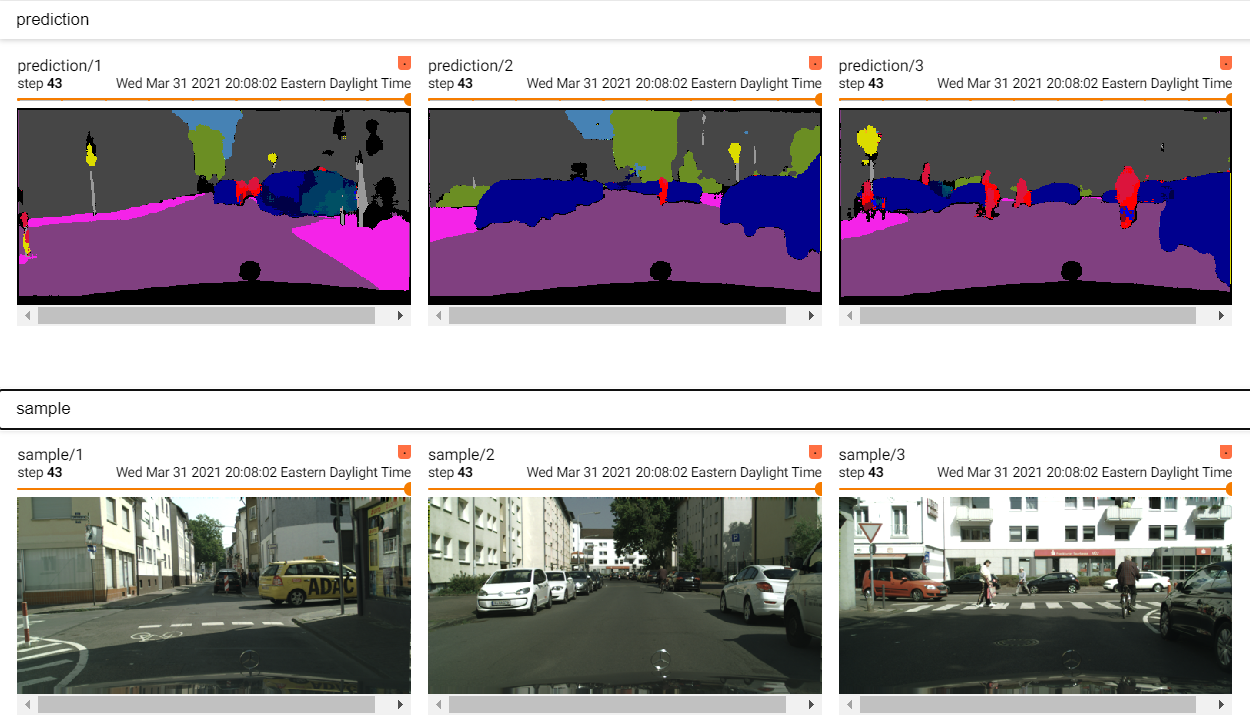 prediction
prediction/1
step 43 Wed Mar 31 2021 20:08:02 Eastern Daylight Time
prediction/2
step 43 Wed Mar 31 2021 20:08:02 Eastern Daylight Time
prediction/3
step 43 Wed Mar 31 2021 20:08:02 Eastern Daylight Time
sample
sample/1
step 43 Wed Mar 31 2021 20:08:02 Eastern Daylight Time
sample/2
step 43 Wed Mar 31 2021 20:08:02 Eastern Daylight Time
sample/3
step 43 Wed Mar 31 2021 20:08:02 Eastern Daylight Time
ADAC